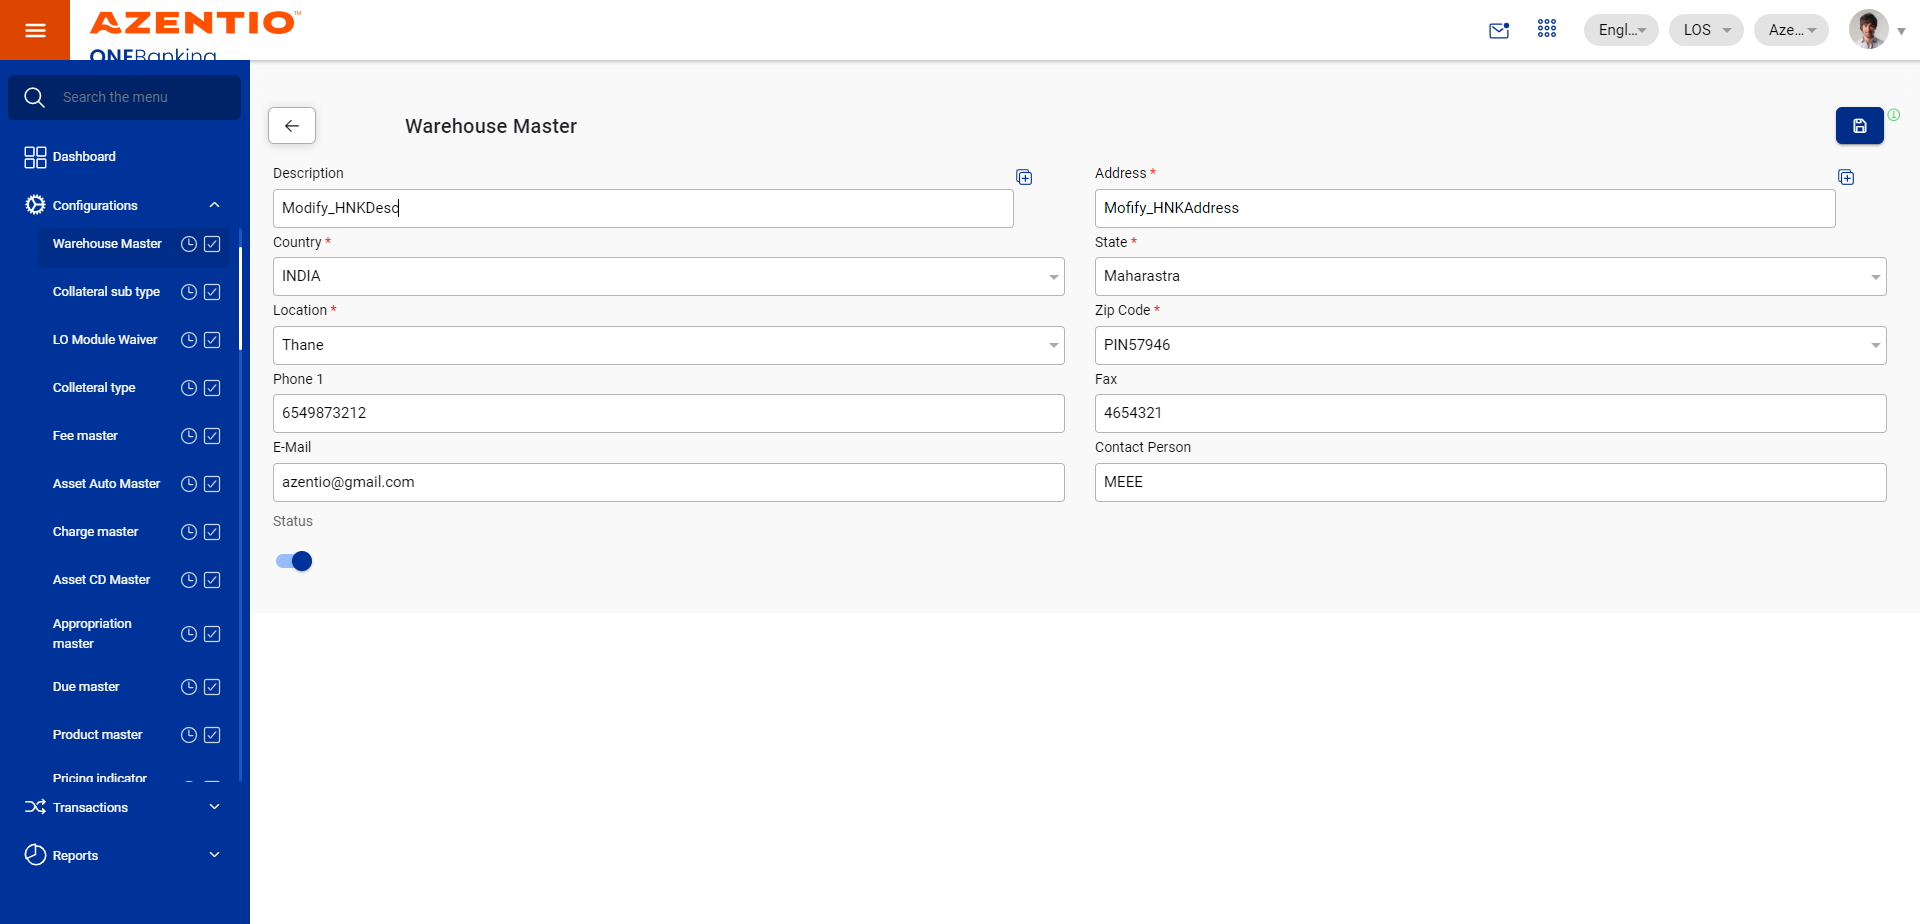 AZENTIO™
ONEBanking
Engl...
LOS
Aze...
Search the menu
Dashboard
Configurations
Warehouse Master
Collateral sub type
LO Module Waiver
Colleteral type
Fee master
Asset Auto Master
Charge master
Asset CD Master
Appropriation
master
Due master
Product master
Pricing indicator
Transactions
Reports
Warehouse Master
Description
Modify_HNKDesc
Address *
Mofify_HNKAddress
Country *
INDIA
State *
Maharastra
Location *
Thane
Zip Code *
PIN57946
Phone 1
6549873212
Fax
4654321
E-Mail
azentio@gmail.com
Contact Person
MEEE
Status